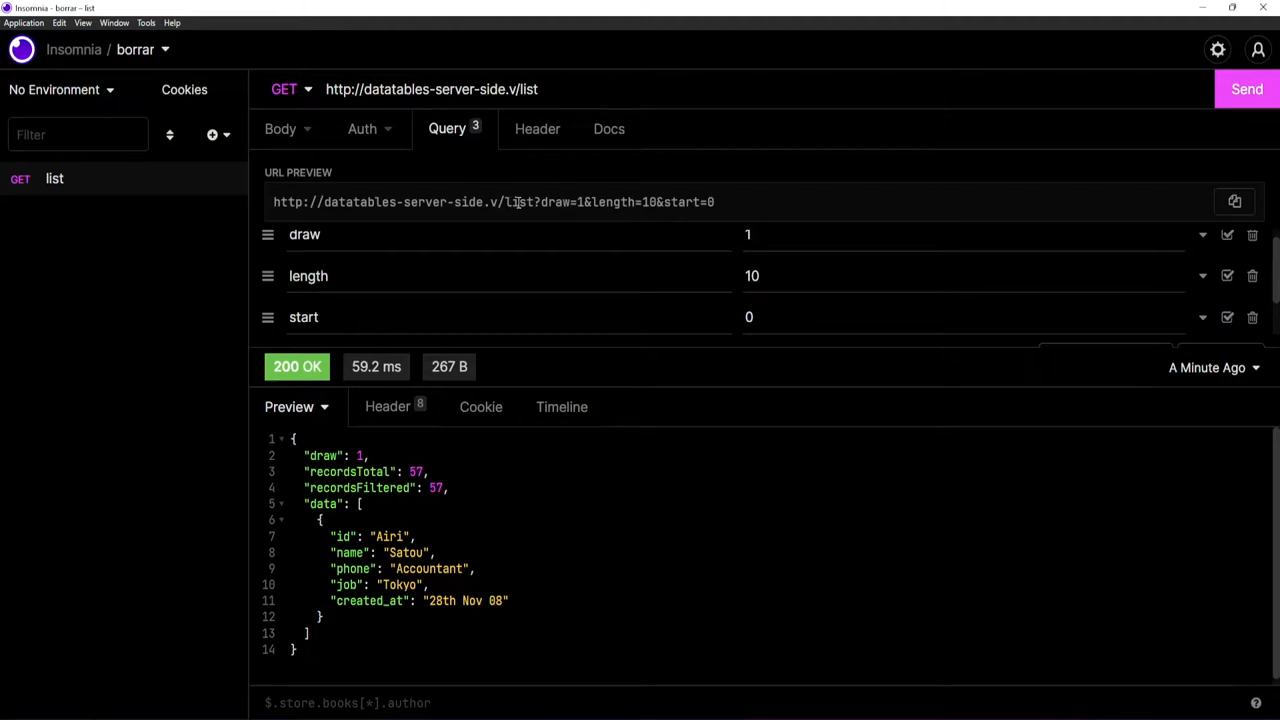 Insomnia - borrar – list
Application Edit View Window Tools Help
Insomnia / borrar
No Environment Cookies
GET http://datatables-server-side.v/list Send
Filter
Body Auth Query 3 Header Docs
GET list
URL PREVIEW
http://datatables-server-side.v/list?draw=1&length=10&start=0
draw 1
length 10
start 0
200 OK 59.2 ms 267 B A Minute Ago
Preview Header 8 Cookie Timeline
1 {
2 "draw": 1,
3 "recordsTotal": 57,
4 "recordsFiltered": 57,
5 "data": [
6 {
7 "id": "Airi",
8 "name": "Satou",
9 "phone": "Accountant",
10 "job": "Tokyo",
11 "created_at": "28th Nov 08"
12 }
13 ]
14 }
$.store.books[*].author